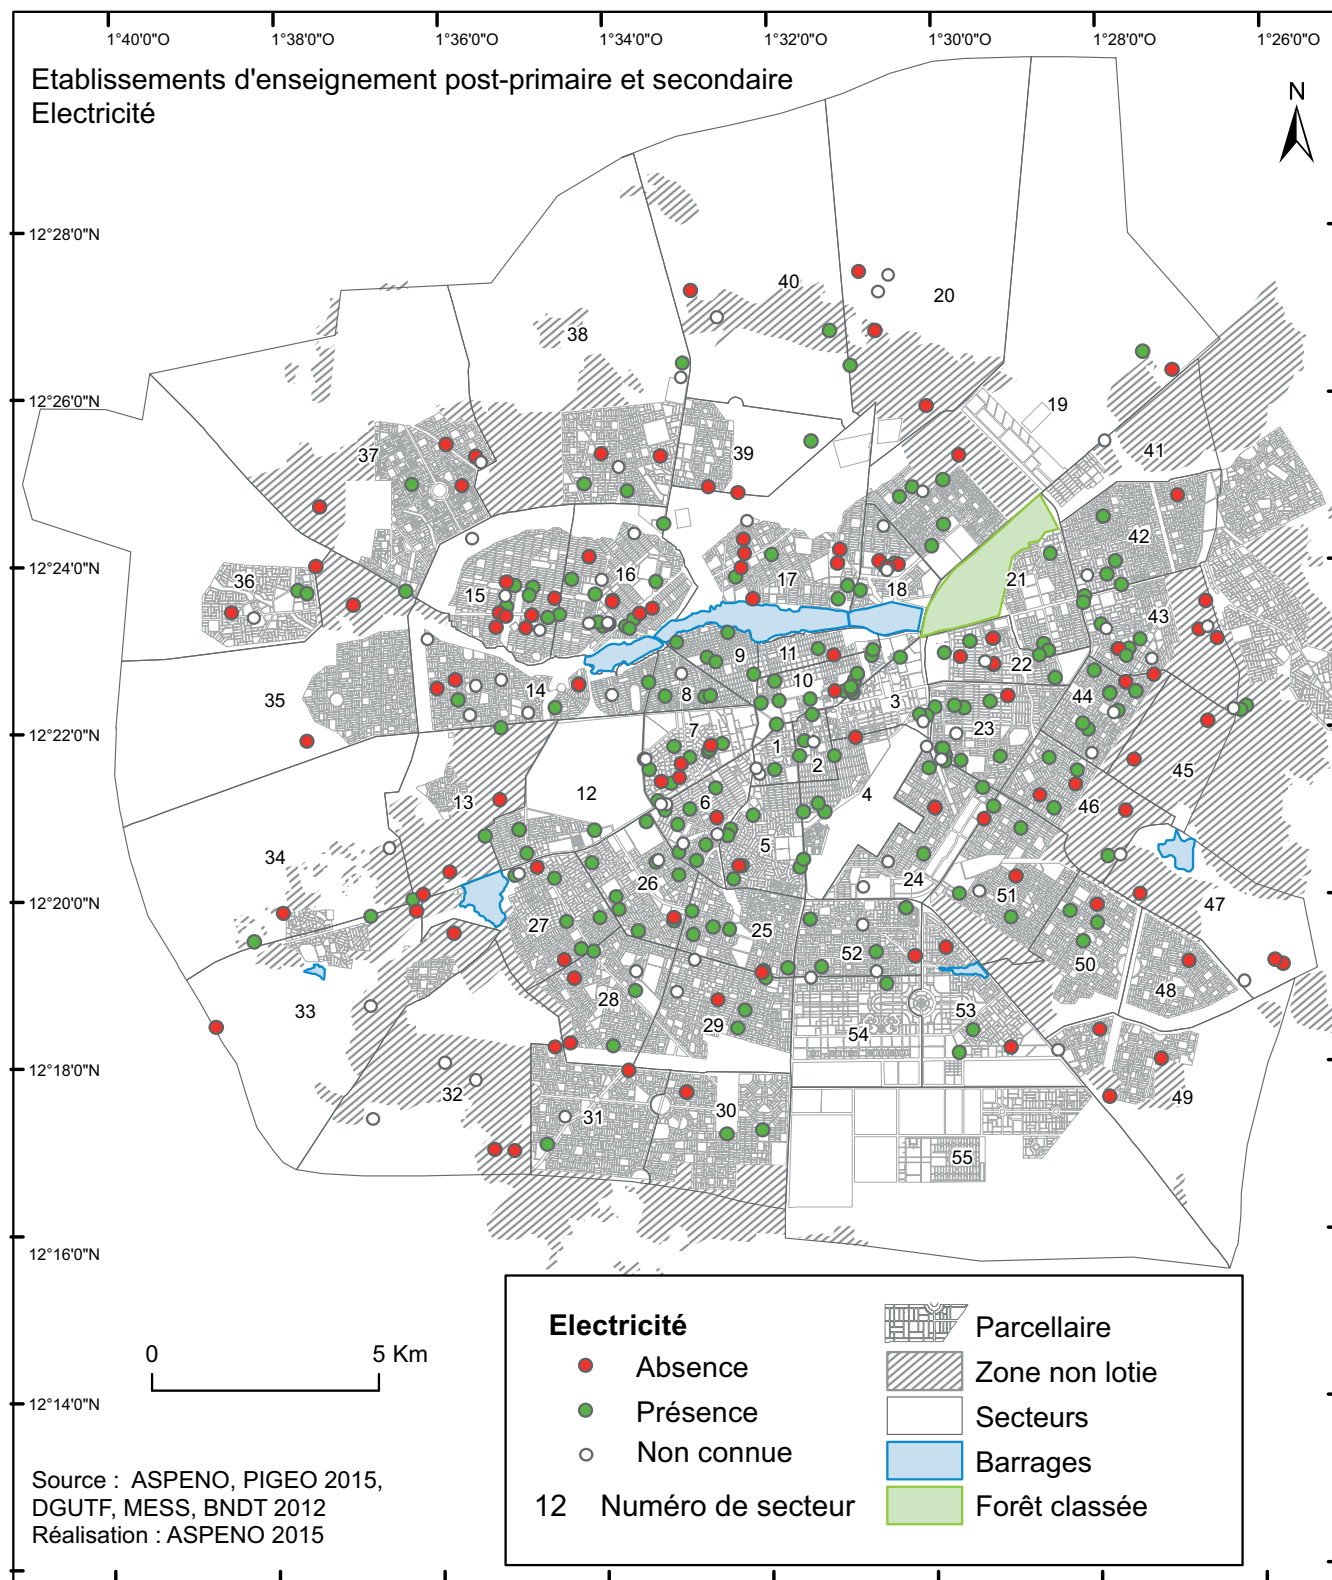 1°40'0"O 1°38'0"O 1°36'0"O 1°34'0"O 1°32'0"O 1°30'0"O 1°28'0"O 1°26'0"O
Etablissements d'enseignement post-primaire et secondaire
Electricité
N
12°28'0"N
12°26'0"N
12°24'0"N
12°22'0"N
12°20'0"N
12°18'0"N
12°16'0"N
12°14'0"N
40
20
38
19
37
39
41
42
36
16
15
17
18
21
43
9
11
22
35
14
8
10
3
44
7
1
2
23
45
13
12
6
4
46
34
5
24
26
51
47
27
25
52
50
48
33
28
29
54
53
32
31
30
49
55
0 5 Km
Source : ASPENO, PIGEO 2015,
DGUTF, MESS, BNDT 2012
Réalisation : ASPENO 2015
Electricité
Absence
Présence
Non connue
12 Numéro de secteur
Parcellaire
Zone non lotie
Secteurs
Barrages
Forêt classée